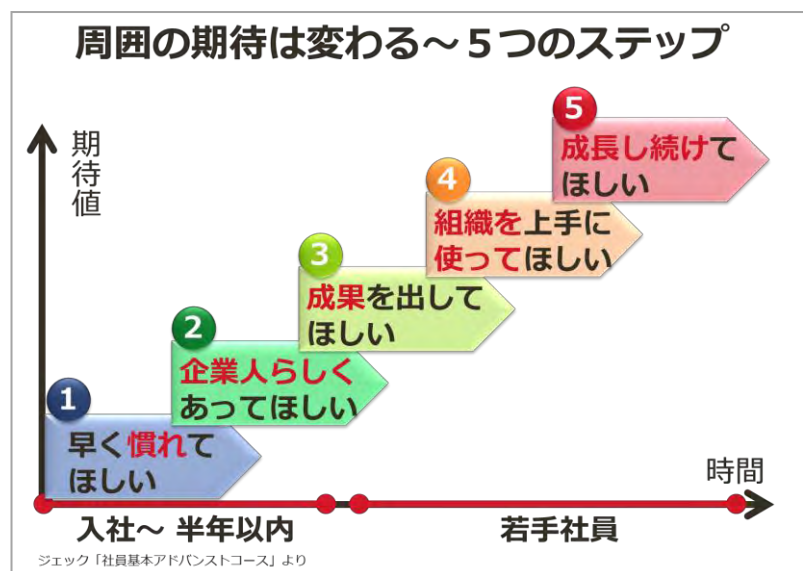 周囲の期待は変わる～５つのステップ
期待値
5
成長し続けて
ほしい
4
組織を上手に
使ってほしい
3
成果を出して
ほしい
2
企業人らしく
あってほしい
1
早く慣れて
ほしい
時間
入社～ 半年以内
若手社員
ジェック「社員基本アドバンストコース」より